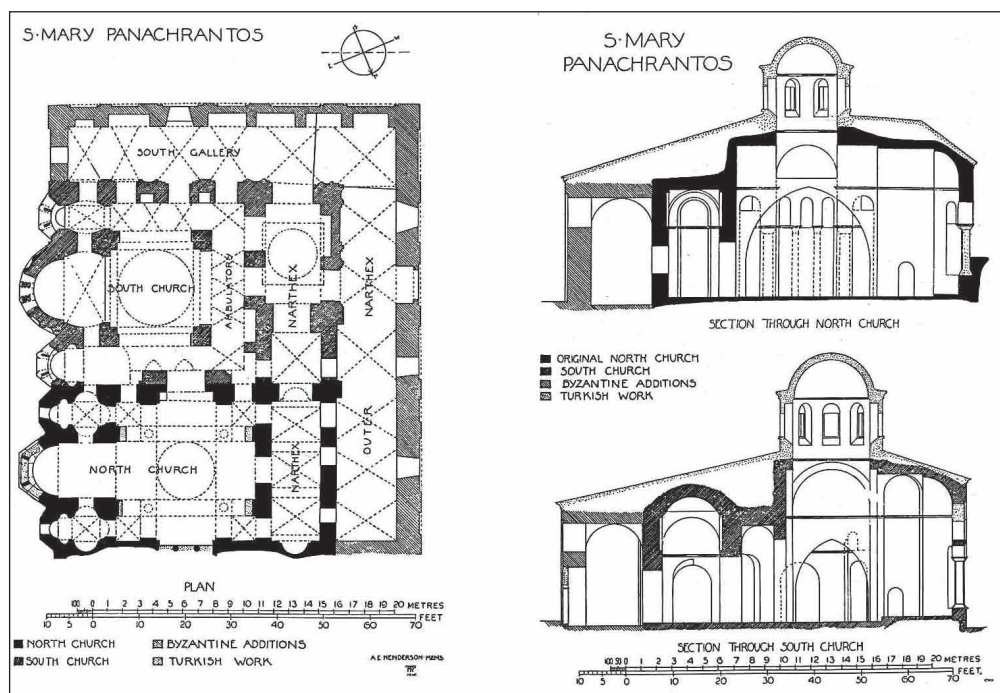 S·MARY PANACHRANTOS
SOUTH GALLERY
SOUTH CHURCH
AMBULATORY
NARTHEX
NARTHEX
OUTER
NORTH CHURCH
NARTHEX
PLAN
0 1 2 3 4 5 6 7 8 9 10 11 12 13 14 15 16 17 18 19 20 METRES
10 5 0 10 20 30 40 50 60 70 FEET
NORTH CHURCH
BYZANTINE ADDITIONS
SOUTH CHURCH
TURKISH WORK
A.E. HENDERSON·MENS
S·MARY
PANACHRANTOS
SECTION THROUGH NORTH CHURCH
ORIGINAL NORTH CHURCH
SOUTH CHURCH
BYZANTINE ADDITIONS
TURKISH WORK
SECTION THROUGH SOUTH CHURCH
100 50 0 1 2 3 4 5 6 7 8 9 10 11 12 13 14 15 16 17 18 19 20 METRES
10 5 0 10 20 30 40 50 60 70 FEET